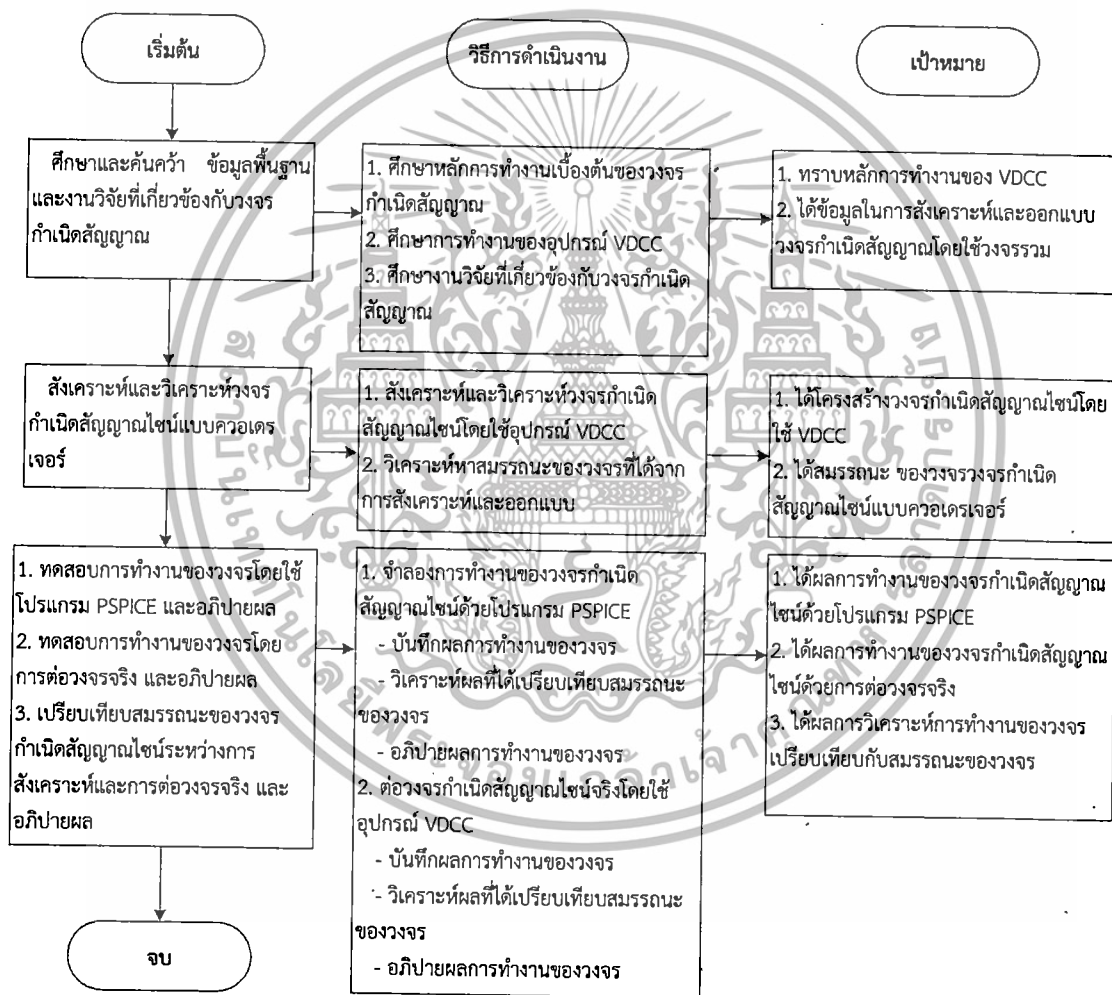 เริ่มต้น
วิธีการดำเนินงาน
เป้าหมาย
ศึกษาและค้นคว้า ข้อมูลพื้นฐาน
และงานวิจัยที่เกี่ยวข้องกับวงจร
กำเนิดสัญญาณ
1. ศึกษาหลักการทำงานเบื้องต้นของวงจร
กำเนิดสัญญาณ
2. ศึกษาการทำงานของอุปกรณ์ VDCC
3. ศึกษางานวิจัยที่เกี่ยวข้องกับวงจรกำเนิด
สัญญาณ
1. ทราบหลักการทำงานของ VDCC
2. ได้ข้อมูลในการสังเคราะห์และออกแบบ
วงจรกำเนิดสัญญาณโดยใช้วงจรรวม
สังเคราะห์และวิเคราะห์วงจร
กำเนิดสัญญาณไซน์แบบควอเดร
เจอร์
1. สังเคราะห์และวิเคราะห์วงจรกำเนิด
สัญญาณไซน์โดยใช้อุปกรณ์ VDCC
2. วิเคราะห์หาสมรรถนะของวงจรที่ได้จาก
การสังเคราะห์และออกแบบ
1. ได้โครงสร้างวงจรกำเนิดสัญญาณไซน์โดย
ใช้ VDCC
2. ได้สมรรถนะ ของวงจรวงจรกำเนิด
สัญญาณไซน์แบบควอเดรเจอร์
1. ทดสอบการทำงานของวงจรโดยใช้
โปรแกรม PSPICE และอภิปายผล
2. ทดสอบการทำงานของวงจรโดย
การต่อวงจรจริง และอภิปายผล
3. เปรียบเทียบสมรรถนะของวงจร
กำเนิดสัญญาณไซน์ระหว่างการ
สังเคราะห์และการต่อวงจรจริง และ
อภิปายผล
1. จำลองการทำงานของวงจรกำเนิด
สัญญาณไซน์ด้วยโปรแกรม PSPICE
- บันทึกผลการทำงานของวงจร
- วิเคราะห์ผลที่ได้เปรียบเทียบสมรรถนะ
ของวงจร
- อภิปายผลการทำงานของวงจร
2. ต่อวงจรกำเนิดสัญญาณไซน์จริงโดยใช้
อุปกรณ์ VDCC
- บันทึกผลการทำงานของวงจร
- วิเคราะห์ผลที่ได้เปรียบเทียบสมรรถนะ
ของวงจร
- อภิปายผลการทำงานของวงจร
1. ได้ผลการทำงานของวงจรกำเนิดสัญญาณ
ไซน์ด้วยโปรแกรม PSPICE
2. ได้ผลการทำงานของวงจรกำเนิดสัญญาณ
ไซน์ด้วยการต่อวงจรจริง
3. ได้ผลการวิเคราะห์การทำงานของวงจร
เปรียบเทียบกับสมรรถนะของวงจร
จบ
สถาบันเทคโนโลยีพระจอมเกล้าเจ้าคุณทหารลาดกระบัง